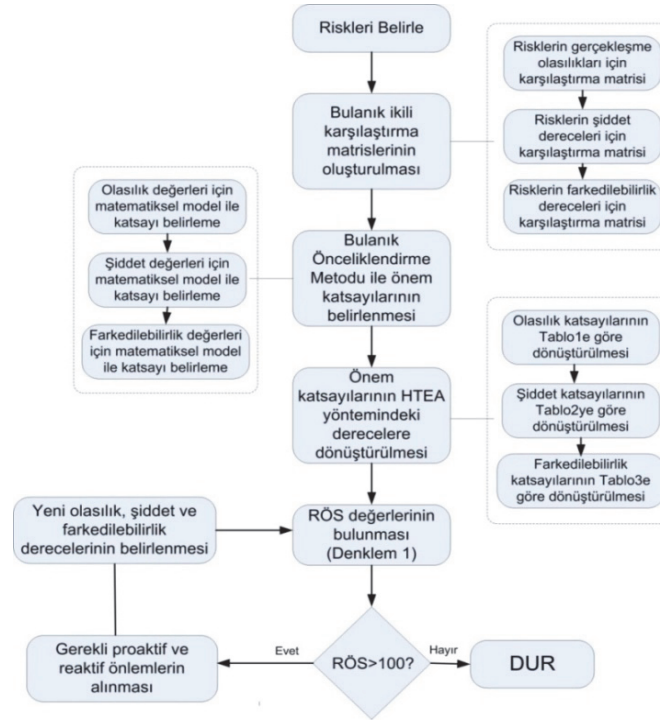 Riskleri Belirle
Risklerin gerçekleşme
olasılıkları için
karşılaştırma matrisi
Risklerin şiddet
dereceleri için
karşılaştırma matrisi
Risklerin farkedilebilirlik
dereceleri için
karşılaştırma matrisi
Bulanık ikili
karşılaştırma
matrislerinin
oluşturulması
Olasılık değerleri için
matematiksel model ile
katsayı belirleme
Şiddet değerleri için
matematiksel model ile
katsayı belirleme
Farkedilebilirlik değerleri
için matematiksel model
ile katsayı belirleme
Bulanık
Önceliklendirme
Metodu ile önem
katsayılarının
belirlenmesi
Olasılık katsayılarının
Tablo1e göre
dönüştürülmesi
Şiddet katsayılarının
Tablo2ye göre
dönüştürülmesi
Farkedilebilirlik
katsayılarının Tablo3e
göre dönüştürülmesi
Önem
katsayılarının HTEA
yöntemindeki
derecelere
dönüştürülmesi
Yeni olasılık, şiddet ve
farkedilebilirlik
derecelerinin belirlenmesi
RÖS değerlerinin
bulunması
(Denklem 1)
Gerekli proaktif ve
reaktif önlemlerin
alınması
Evet
RÖS>100?
Hayır
DUR